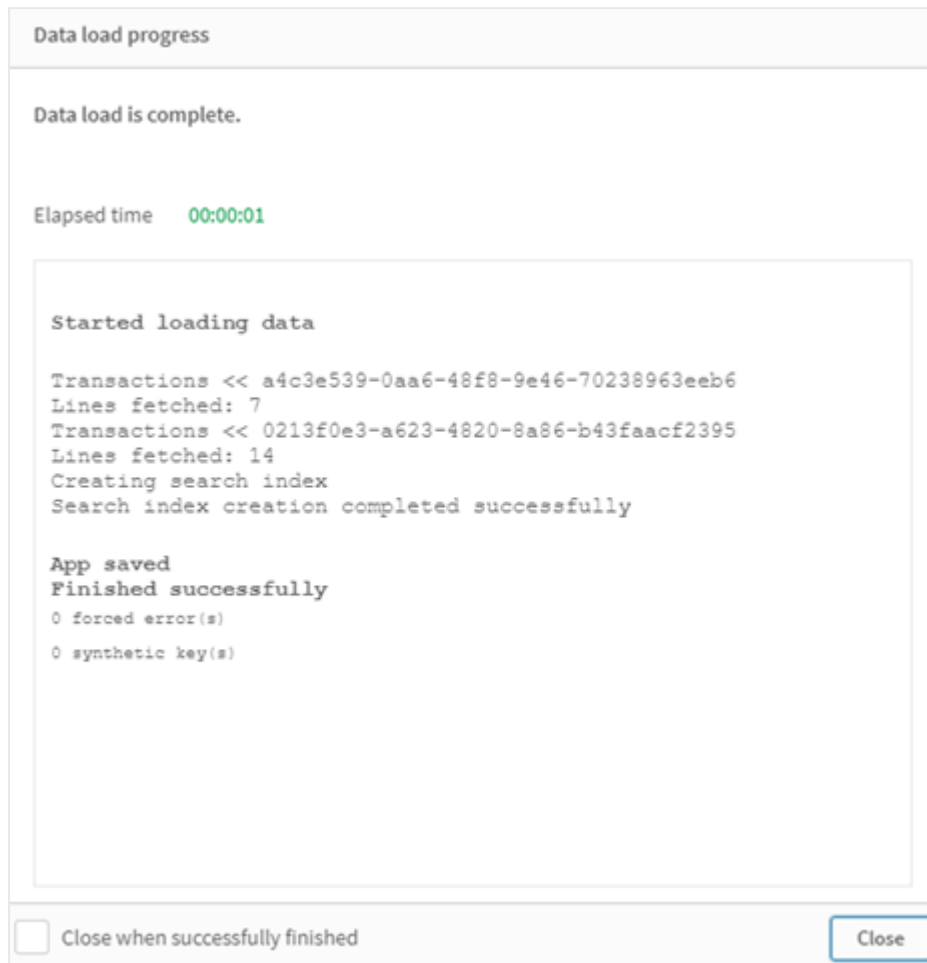 Data load progress
Data load is complete.
Elapsed time 00:00:01
Started loading data
Transactions << a4c3e539-0aa6-48f8-9e46-70238963eeb6
Lines fetched: 7
Transactions << 0213f0e3-a623-4820-8a86-b43faacf2395
Lines fetched: 14
Creating search index
Search index creation completed successfully
App saved
Finished successfully
0 forced error(s)
0 synthetic key(s)
Close when successfully finished
Close